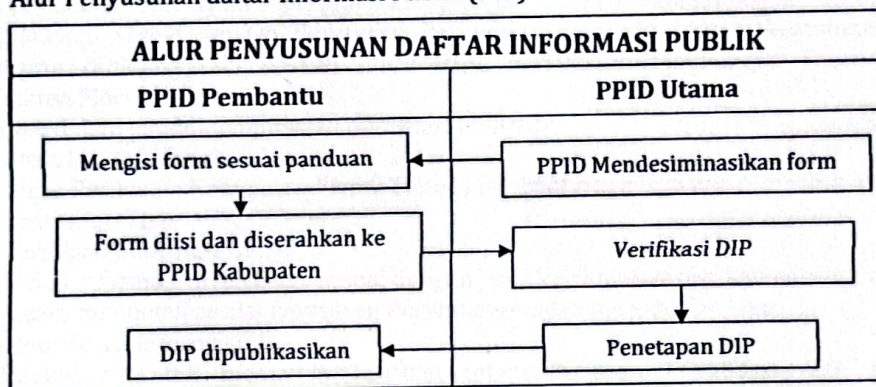 ALUR PENYUSUNAN DAFTAR INFORMASI PUBLIK
PPID Pembantu
PPID Utama
Mengisi form sesuai panduan
PPID Mendesiminasikan form
Form diisi dan diserahkan ke
PPID Kabupaten
Verifikasi DIP
DIP dipublikasikan
Penetapan DIP